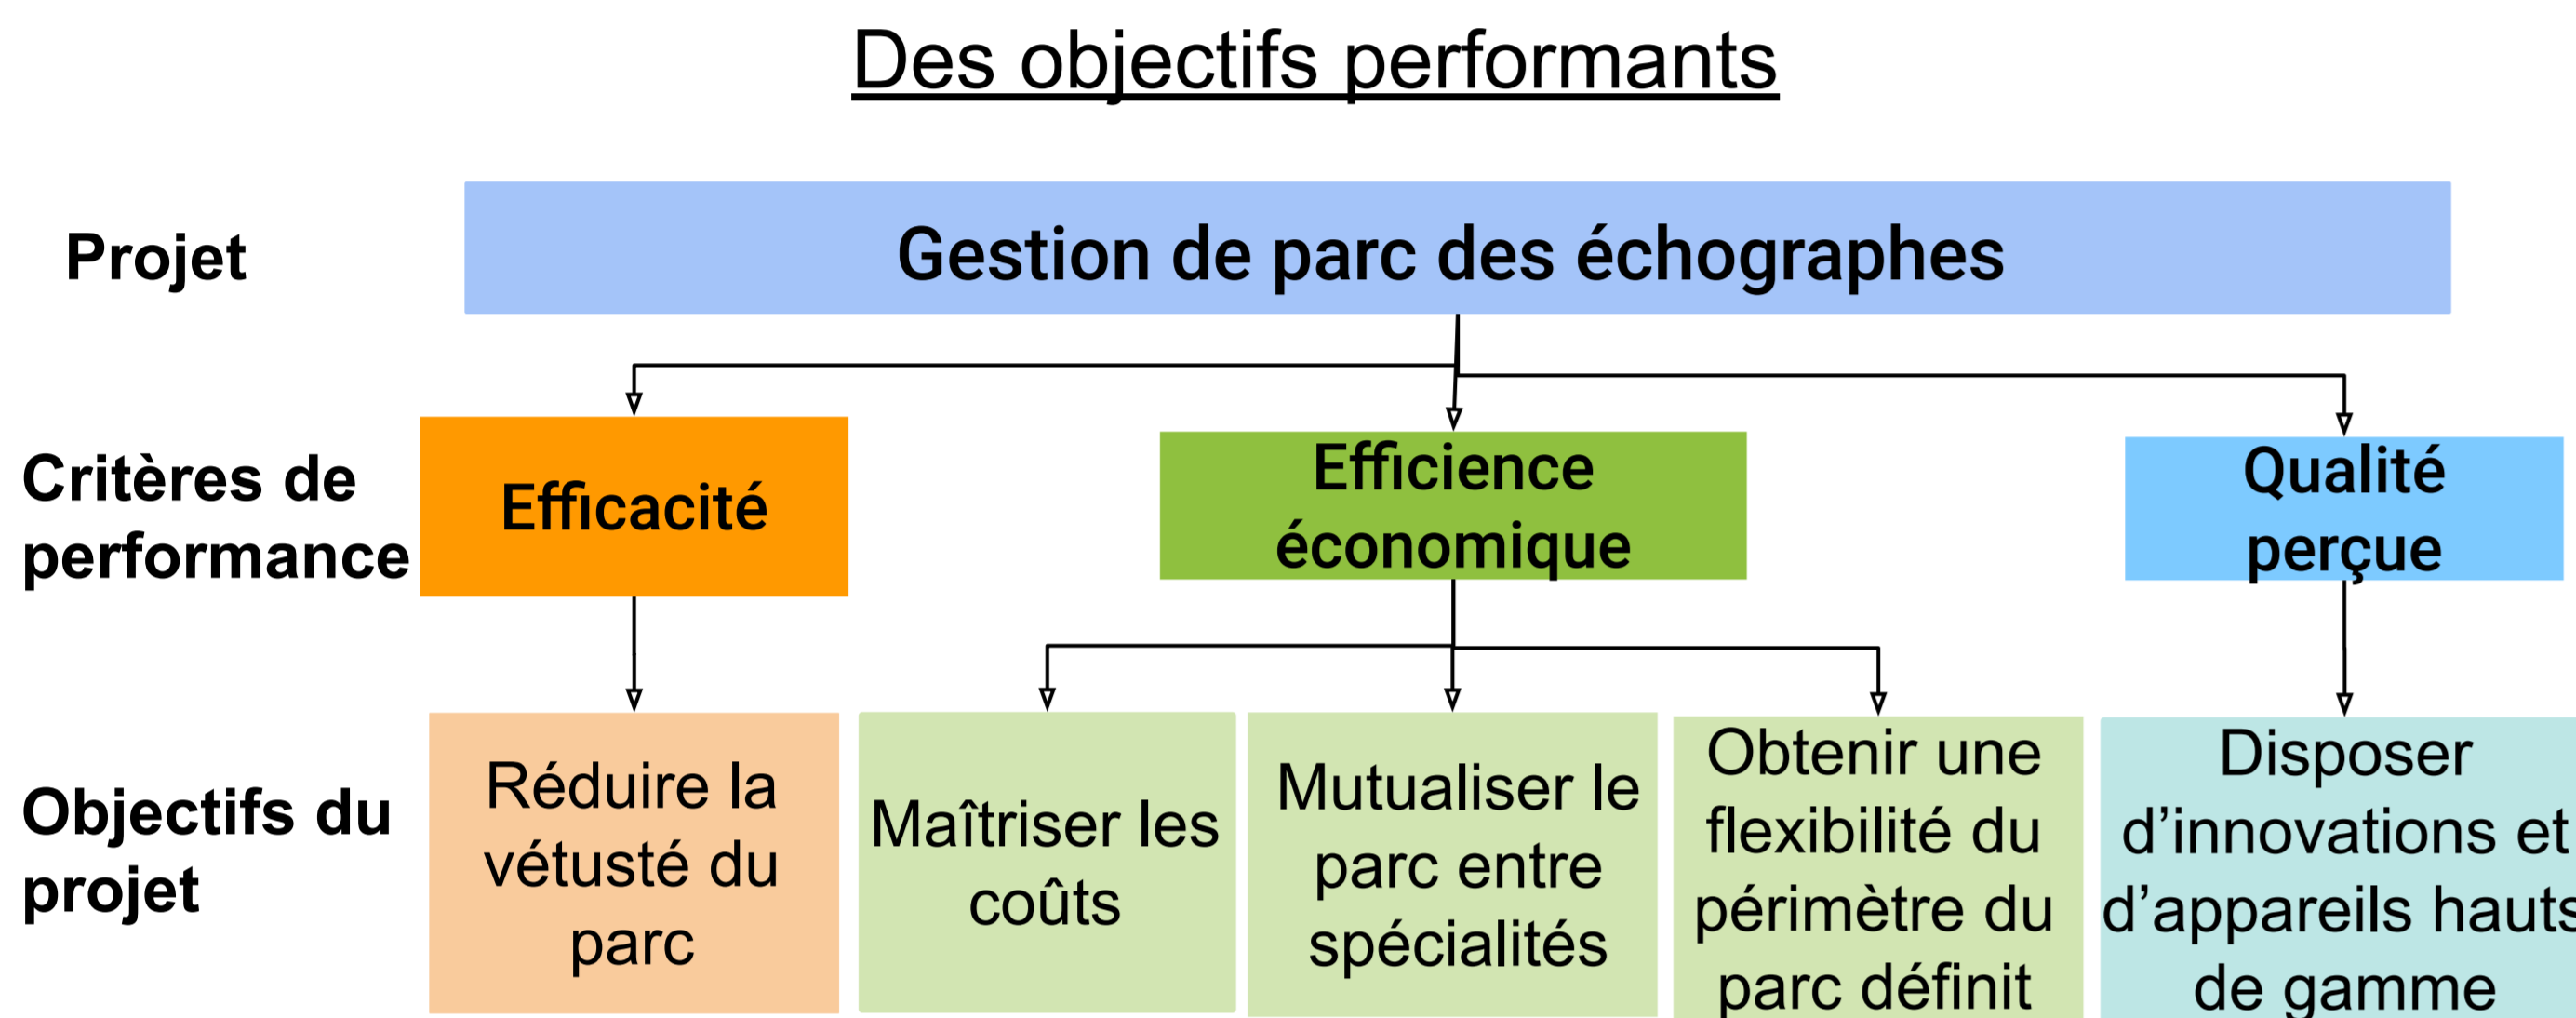 Des objectifs performants
Projet
Gestion de parc des échographes
Critères de
performance
Efficacité
Efficience
économique
Qualité
perçue
Objectifs du
projet
Réduire la
vétusté du
parc
Maîtriser les
coûts
Mutualiser le
parc entre
spécialités
Obtenir une
flexibilité du
périmètre du
parc définit
Disposer
d’innovations et
d’appareils hauts
de gamme